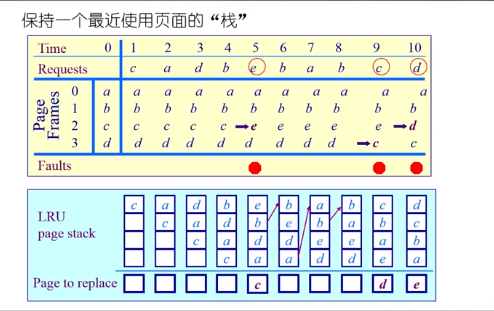 保持一个最近使用页面的“栈”
Time 0 1 2 3 4 5 6 7 8 9 10
Requests c a d b e b a b c d
Page Frames
0 a a a a a a a a a a a
1 b b b b b b b b b b b
2 c c c c c e e e e e d
3 d d d d d d d d d c c
Faults
LRU page stack
c a d b e b a b c d
c a d b e b a b c
c a d b e e a b
c a d d d e a
Page to replace c d e